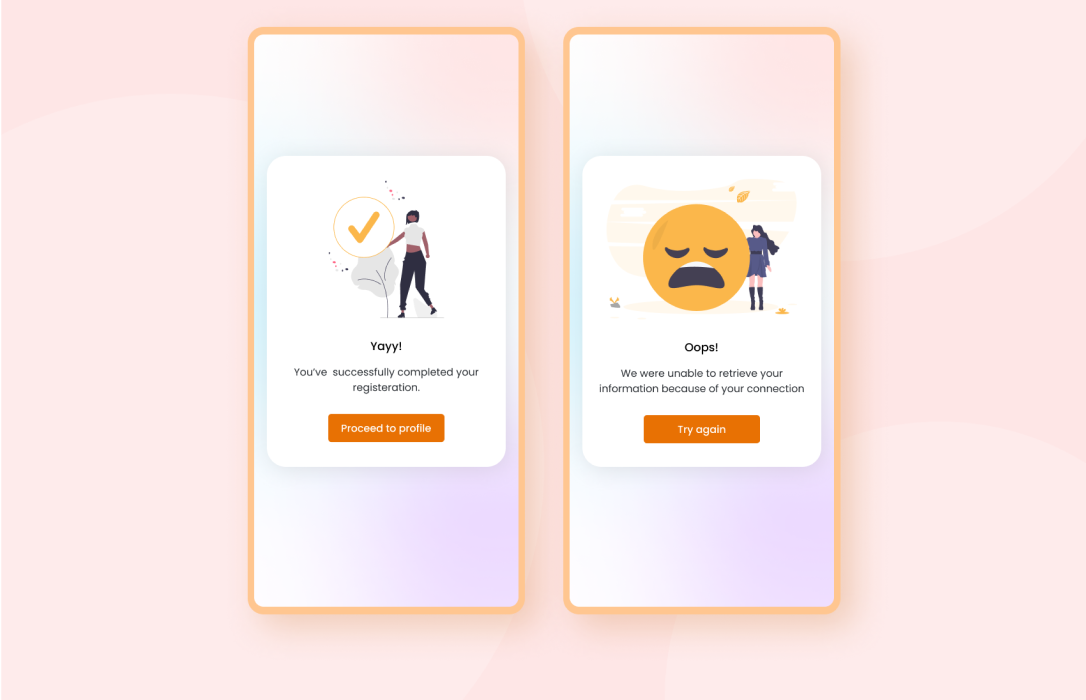 Yayy!
You've  successfully completed your
registeration.
Proceed to profile
Oops!
We were unable to retrieve your
information because of your connection
Try again